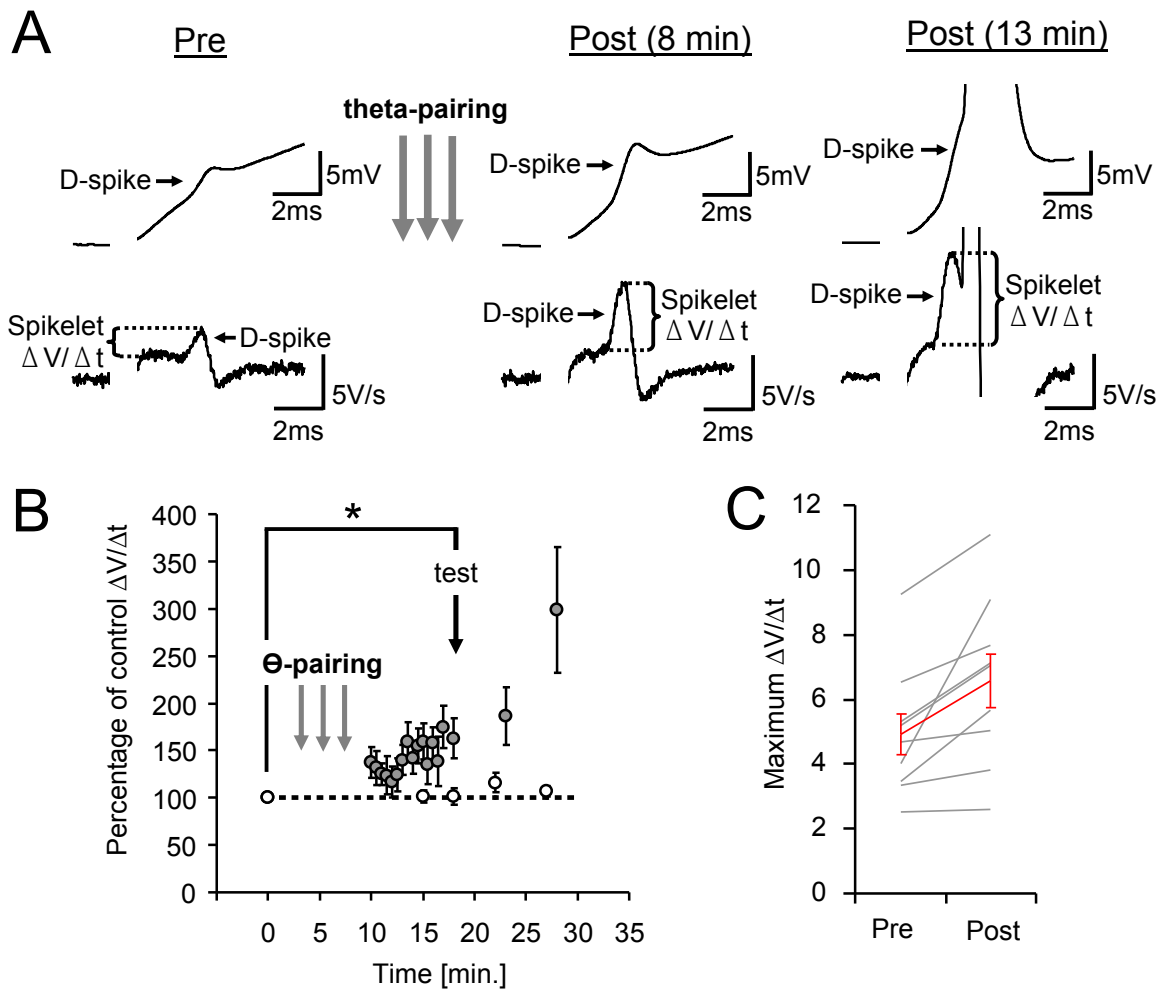 A
Pre
Post (8 min)
Post (13 min)
theta-pairing
D-spike
5mV
2ms
D-spike
5mV
2ms
D-spike
5mV
2ms
Spikelet
ΔV/Δt
D-spike
5V/s
2ms
D-spike
Spikelet
ΔV/Δt
5V/s
2ms
D-spike
Spikelet
ΔV/Δt
5V/s
2ms
B
Percentage of control ΔV/Δt
400
350
300
250
200
150
100
50
0
*
test
Ɵ-pairing
0 5 10 15 20 25 30 35
Time [min.]
C
Maximum ΔV/Δt
12
10
8
6
4
2
0
Pre Post